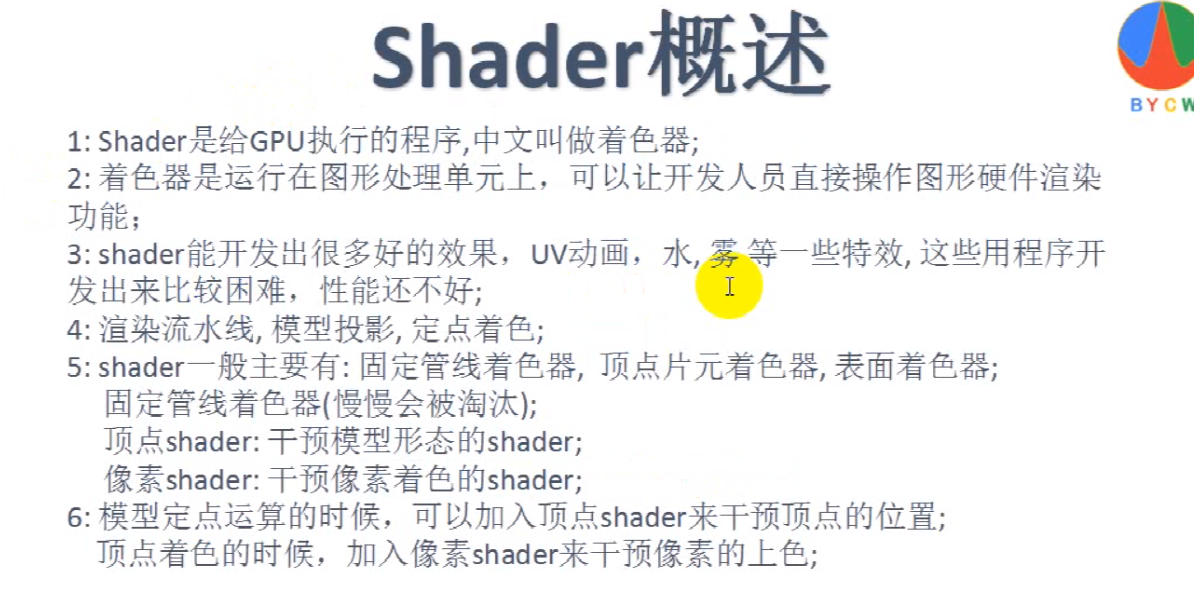 Shader概述
BYCW
1: Shader是给GPU执行的程序,中文叫做着色器;
2: 着色器是运行在图形处理单元上，可以让开发人员直接操作图形硬件渲染
功能；
3: shader能开发出很多好的效果，UV动画，水, 雾 等一些特效, 这些用程序开
发出来比较困难，性能还不好;
4: 渲染流水线, 模型投影, 定点着色;
5: shader一般主要有: 固定管线着色器, 顶点片元着色器, 表面着色器;
固定管线着色器(慢慢会被淘汰);
顶点shader: 干预模型形态的shader;
像素shader: 干预像素着色的shader;
6: 模型定点运算的时候，可以加入顶点shader来干预顶点的位置;
顶点着色的时候，加入像素shader来干预像素的上色;